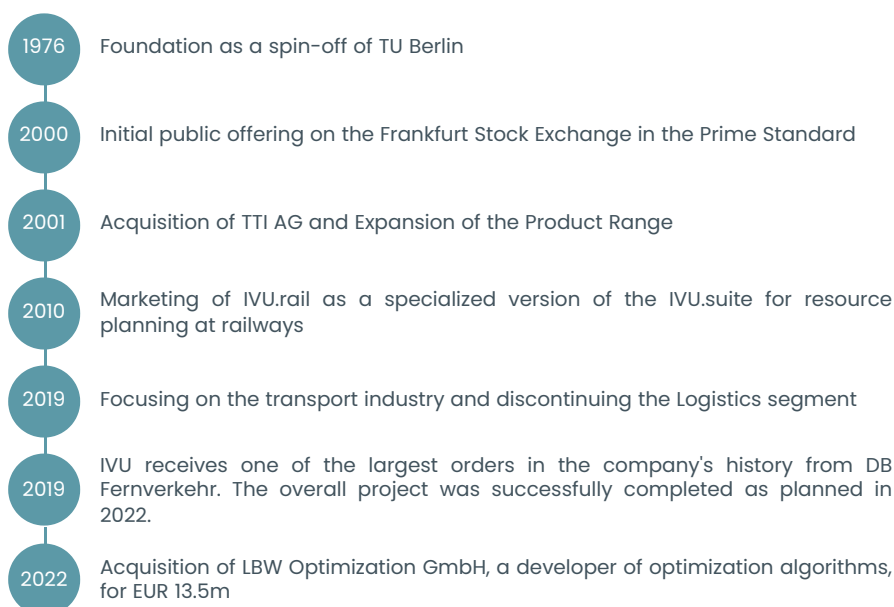 1976
Foundation as a spin-off of TU Berlin
2000
Initial public offering on the Frankfurt Stock Exchange in the Prime Standard
2001
Acquisition of TTI AG and Expansion of the Product Range
2010
Marketing of IVU.rail as a specialized version of the IVU.suite for resource
planning at railways
2019
Focusing on the transport industry and discontinuing the Logistics segment
2019
IVU receives one of the largest orders in the company's history from DB
Fernverkehr. The overall project was successfully completed as planned in
2022.
2022
Acquisition of LBW Optimization GmbH, a developer of optimization algorithms,
for EUR 13.5m